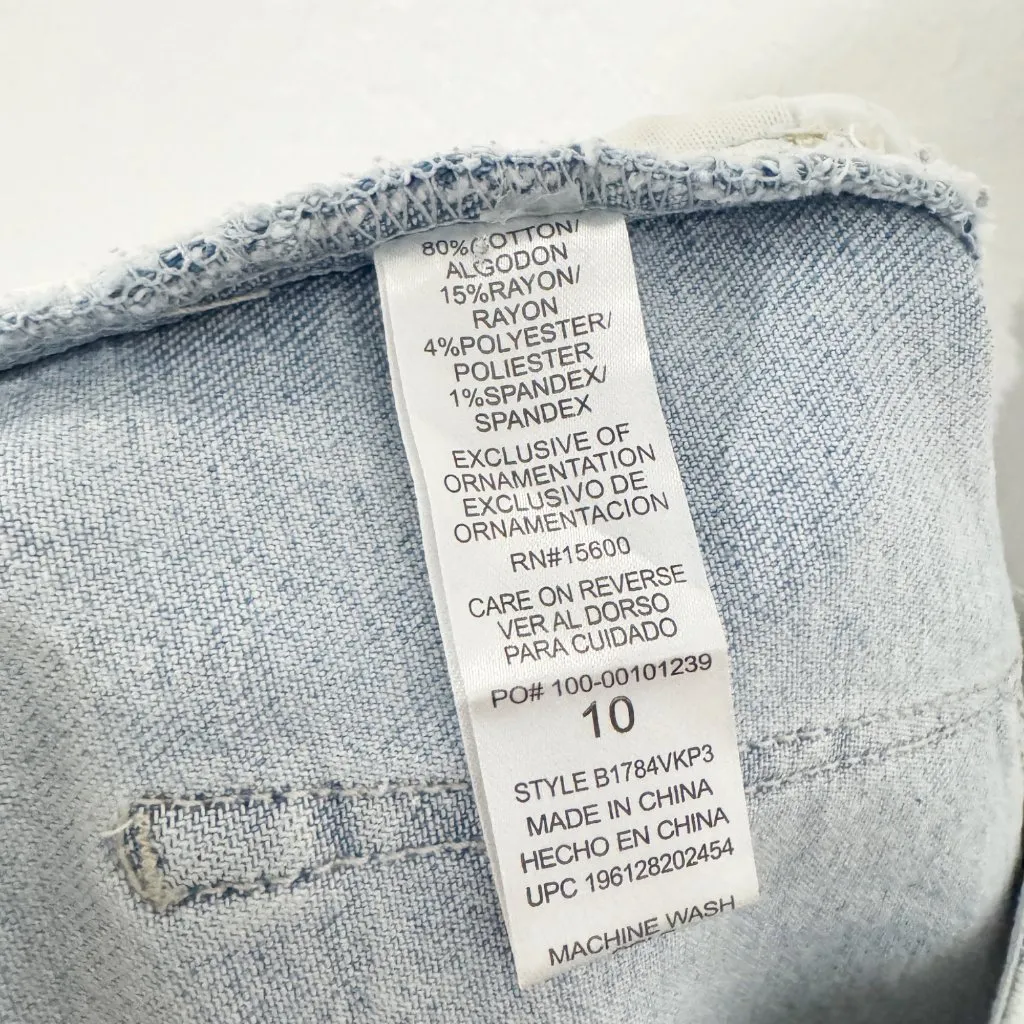 80%COTTON/
ALGODON
15%RAYON/
RAYON
4%POLYESTER/
POLIESTER
1%SPANDEX/
SPANDEX
EXCLUSIVE OF
ORNAMENTATION
EXCLUSIVO DE
ORNAMENTACION
RN#15600
CARE ON REVERSE
VER AL DORSO
PARA CUIDADO
PO# 100-00101239
10
STYLE B1784VKP3
MADE IN CHINA
HECHO EN CHINA
UPC 196128202454
MACHINE WASH